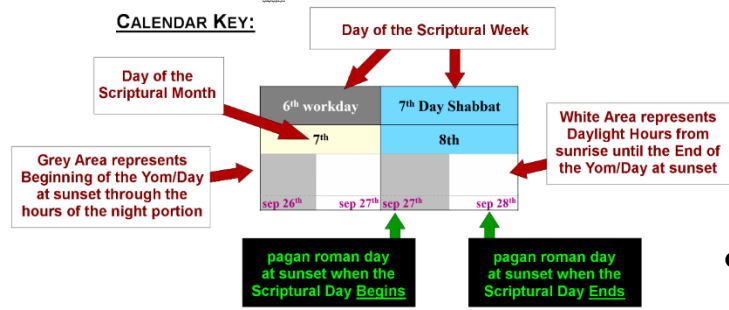 CALENDAR KEY:
Day of the Scriptural Week
Day of the
Scriptural Month
6th workday
7th Day Shabbat
7th
8th
White Area represents
Daylight Hours from
sunrise until the End of
the Yom/Day at sunset
Grey Area represents
Beginning of the Yom/Day
at sunset through the
hours of the night portion
sep 26th
sep 27th
sep 27th
sep 28th
pagan roman day
at sunset when the
Scriptural Day Begins
pagan roman day
at sunset when the
Scriptural Day Ends